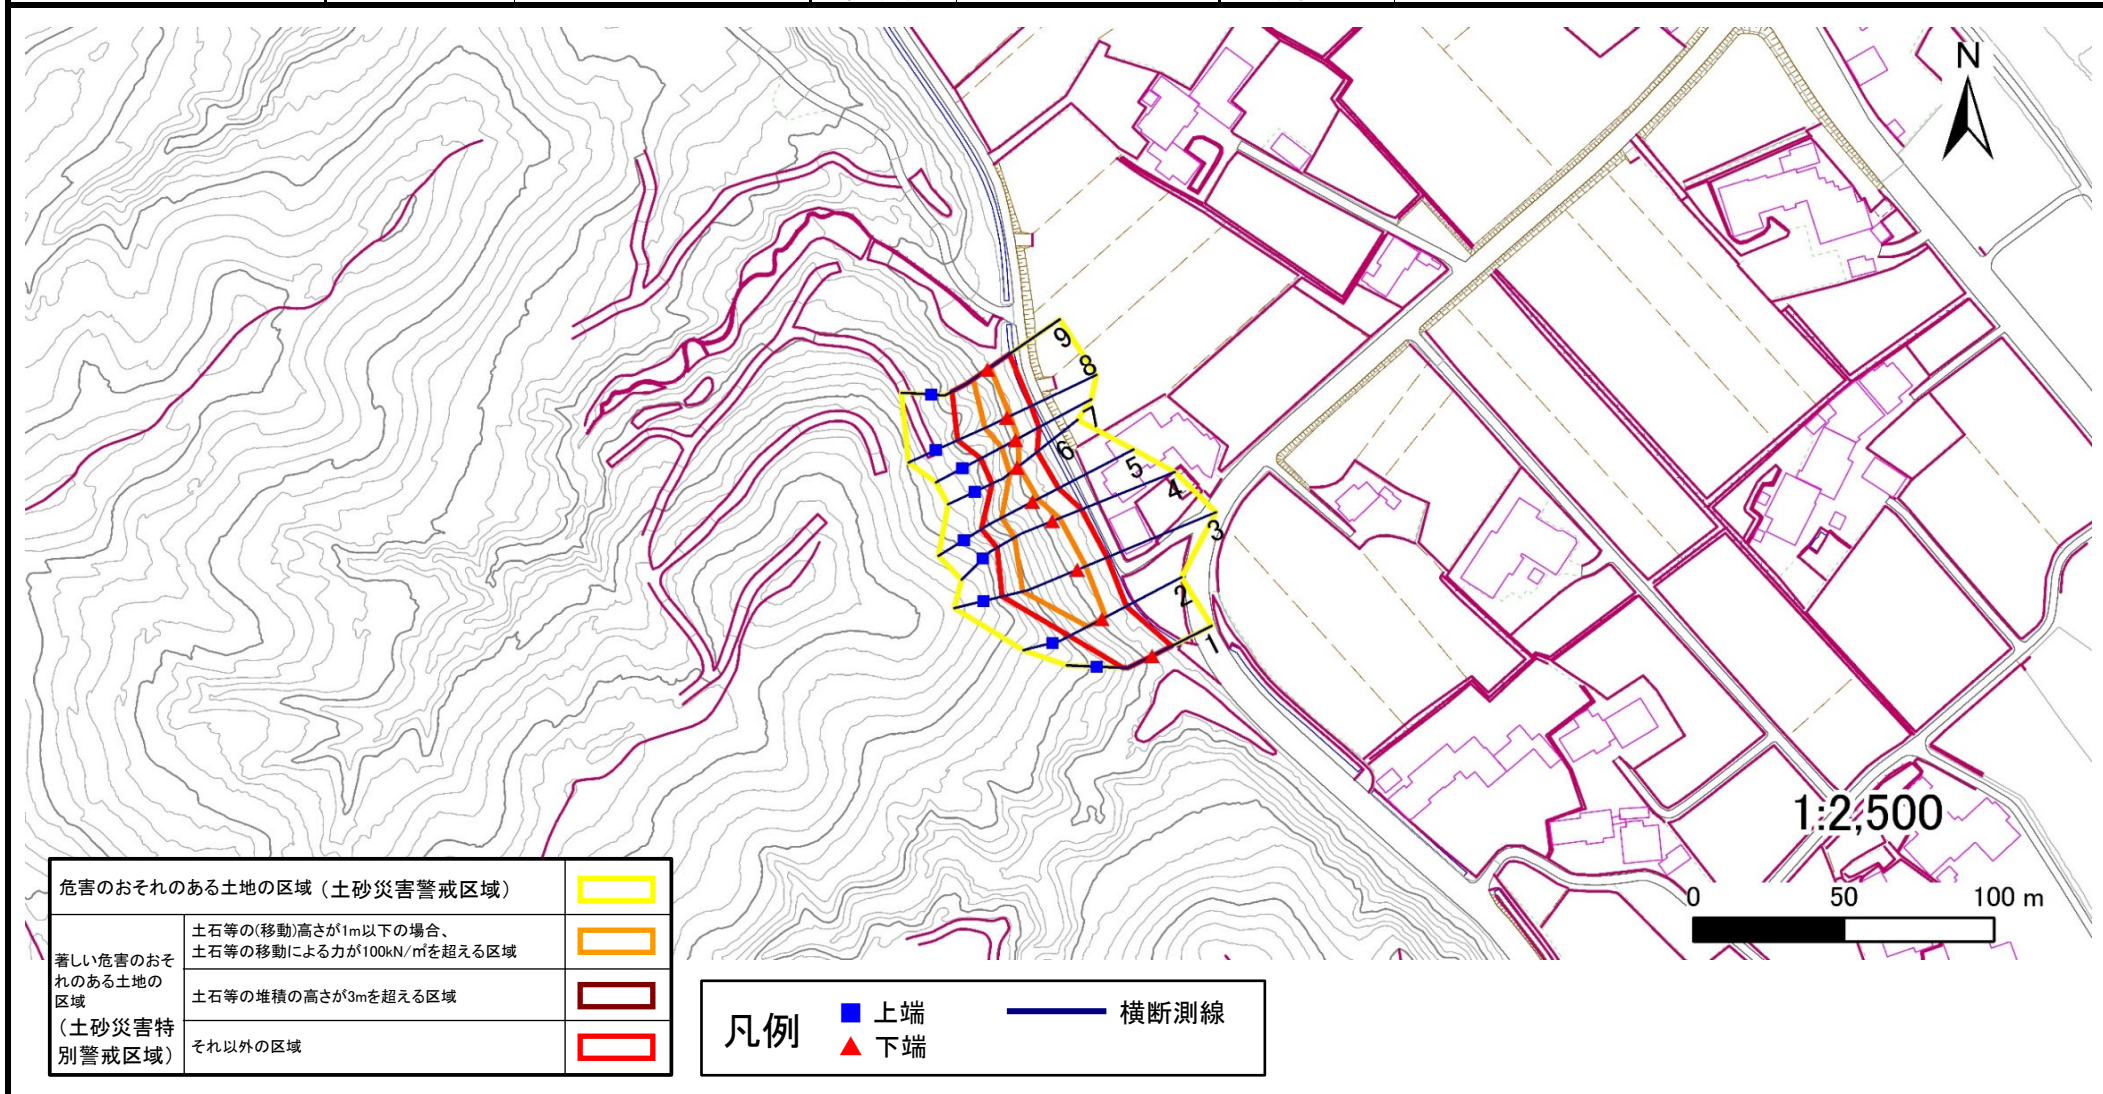 N
9
8
7
6
5
4
3
2
1
1:2,500
0 50 100 m
危害のおそれのある土地の区域(土砂災害警戒区域)
著しい危害のおそ
れのある土地の
区域
(土砂災害特
別警戒区域)
土石等の(移動)高さが1m以下の場合、
土石等の移動による力が100kN/㎡を超える区域
土石等の堆積の高さが3mを超える区域
それ以外の区域
凡例
上端
下端
横断測線